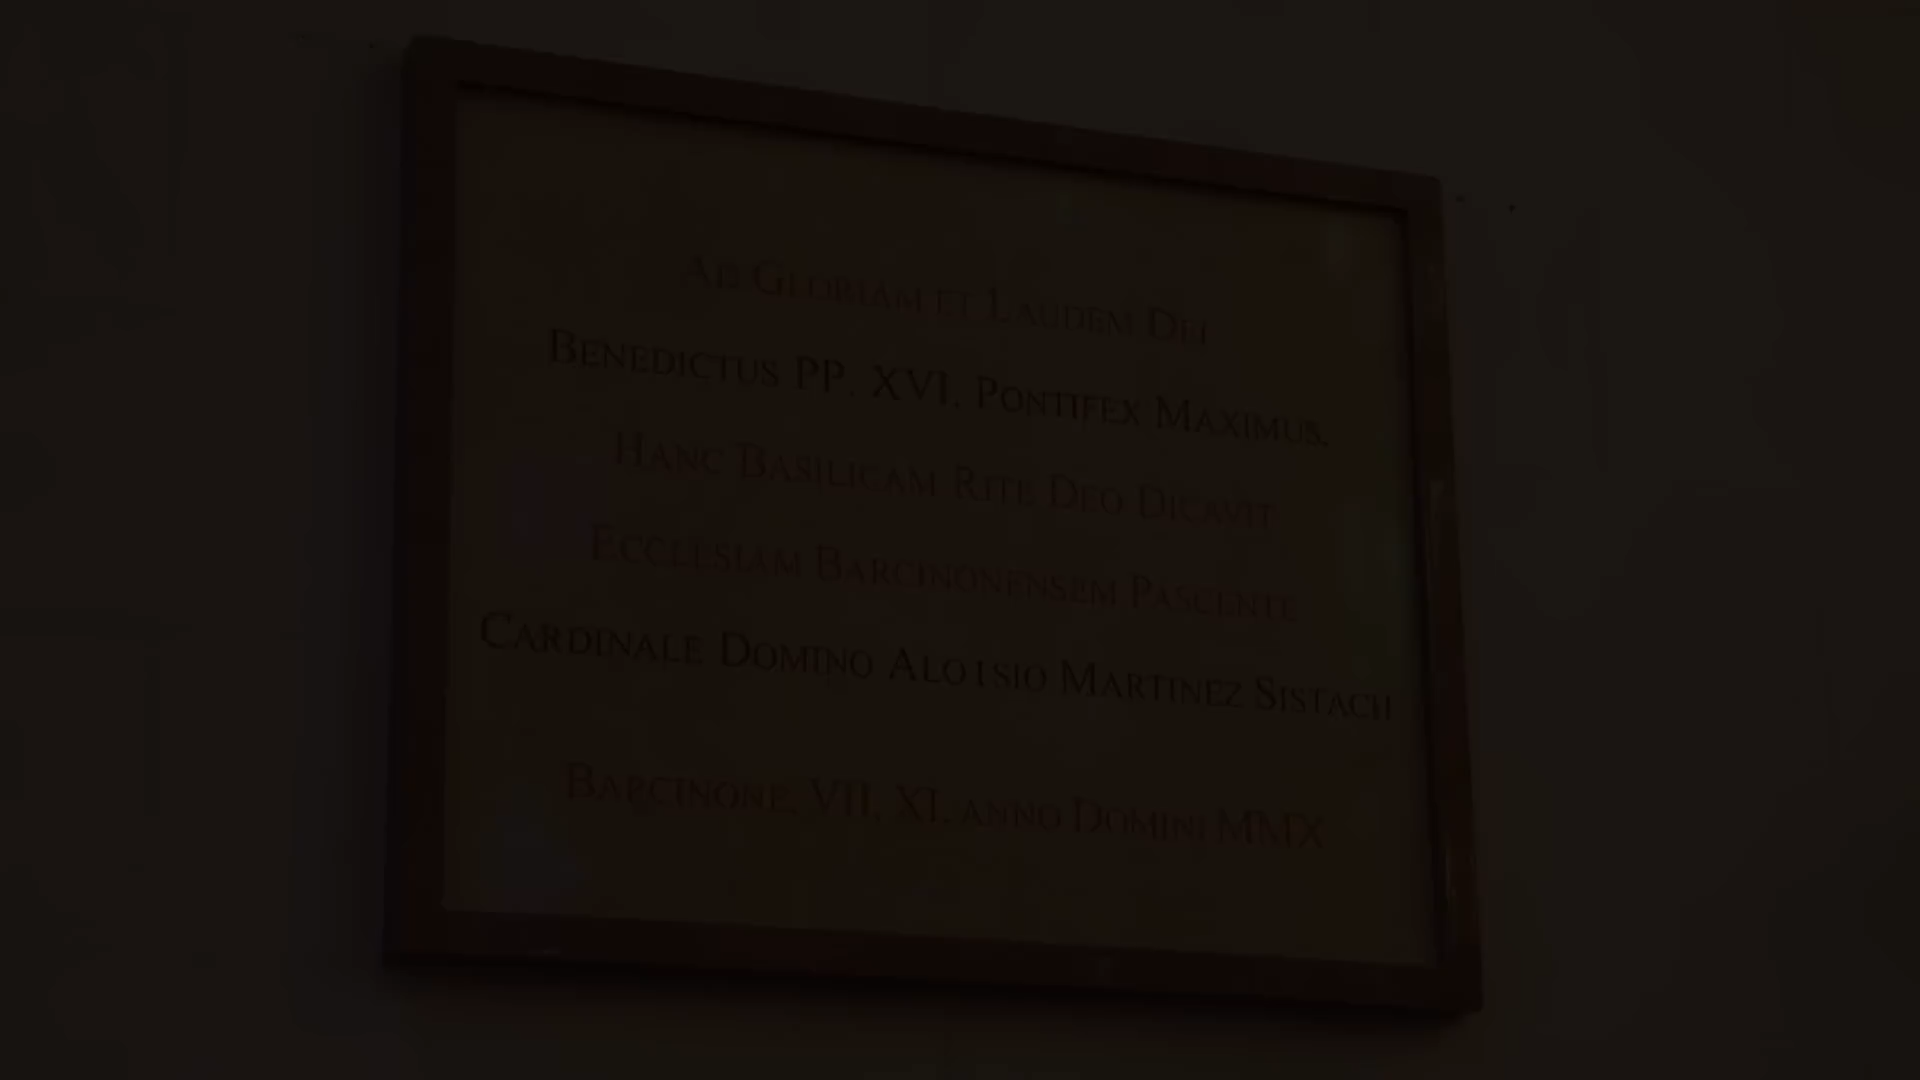 Ad Gloriam et Laudem Dei
Benedictus PP. XVI. Pontifex Maximus.
Hanc Basilicam Rite Deo Dicavit
Ecclesiam Barcinonensem Pascente
Cardinale Domino Aloisio Martinez Sistach
Barcinone, VII, XI, anno Domini MMX